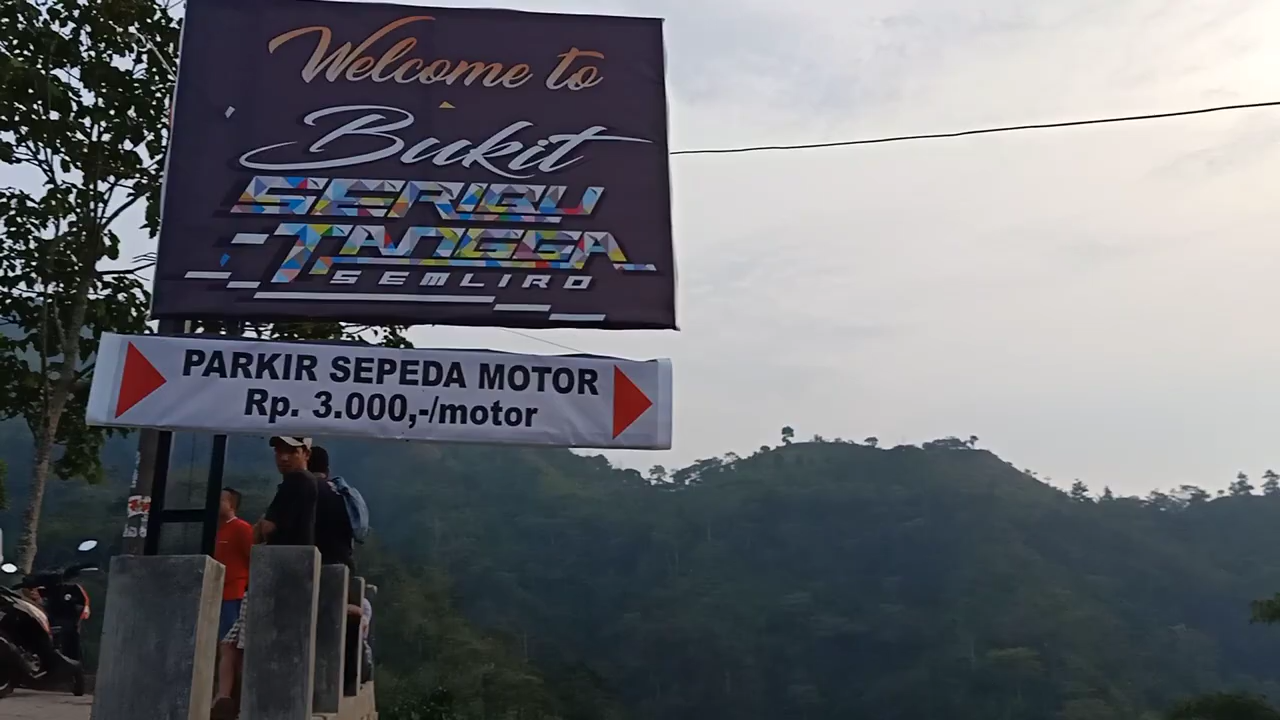 Welcome to
Bukit
SERIBU
TANGGA
SEMLIRO
PARKIR SEPEDA MOTOR
Rp. 3.000,-/motor